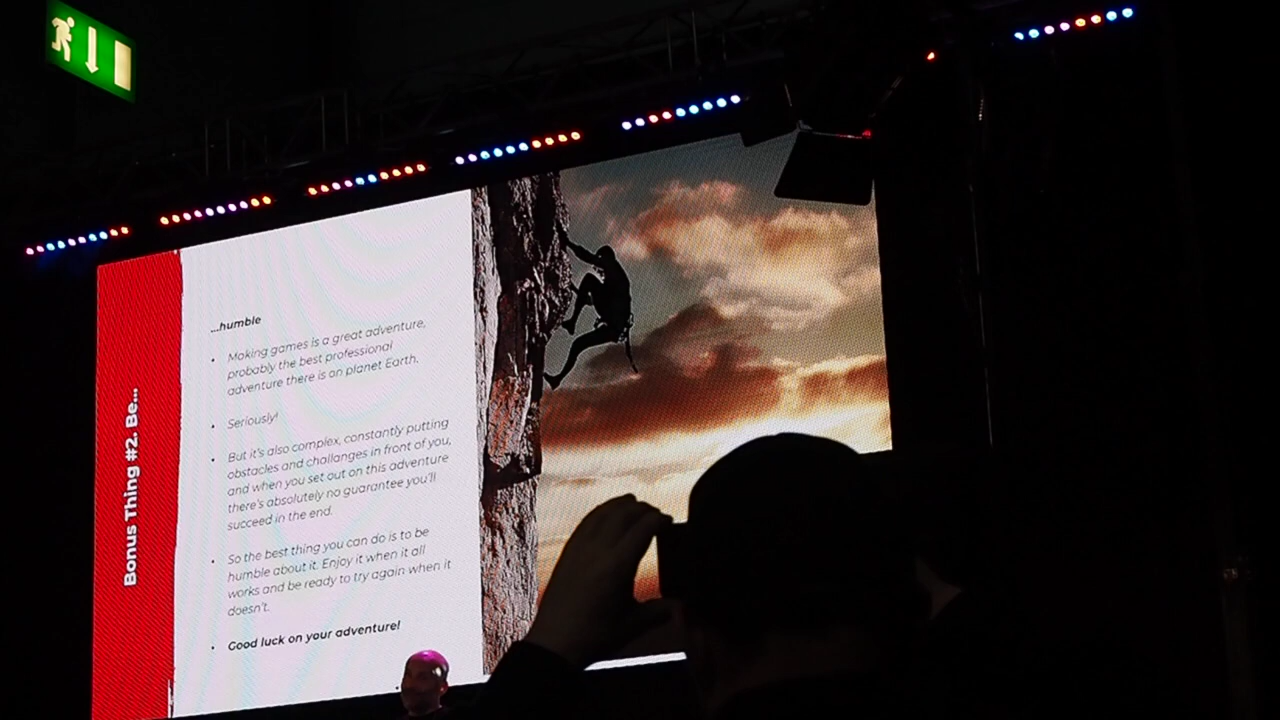 Bonus Thing #2. Be...
...humble
• Making games is a great adventure,
probably the best professional
adventure there is on planet Earth.
• Seriously!
• But it's also complex, constantly putting
obstacles and challanges in front of you,
and when you set out on this adventure
there's absolutely no guarantee you'll
succeed in the end.
• So the best thing you can do is to be
humble about it. Enjoy it when it all
works and be ready to try again when it
doesn't.
• Good luck on your adventure!